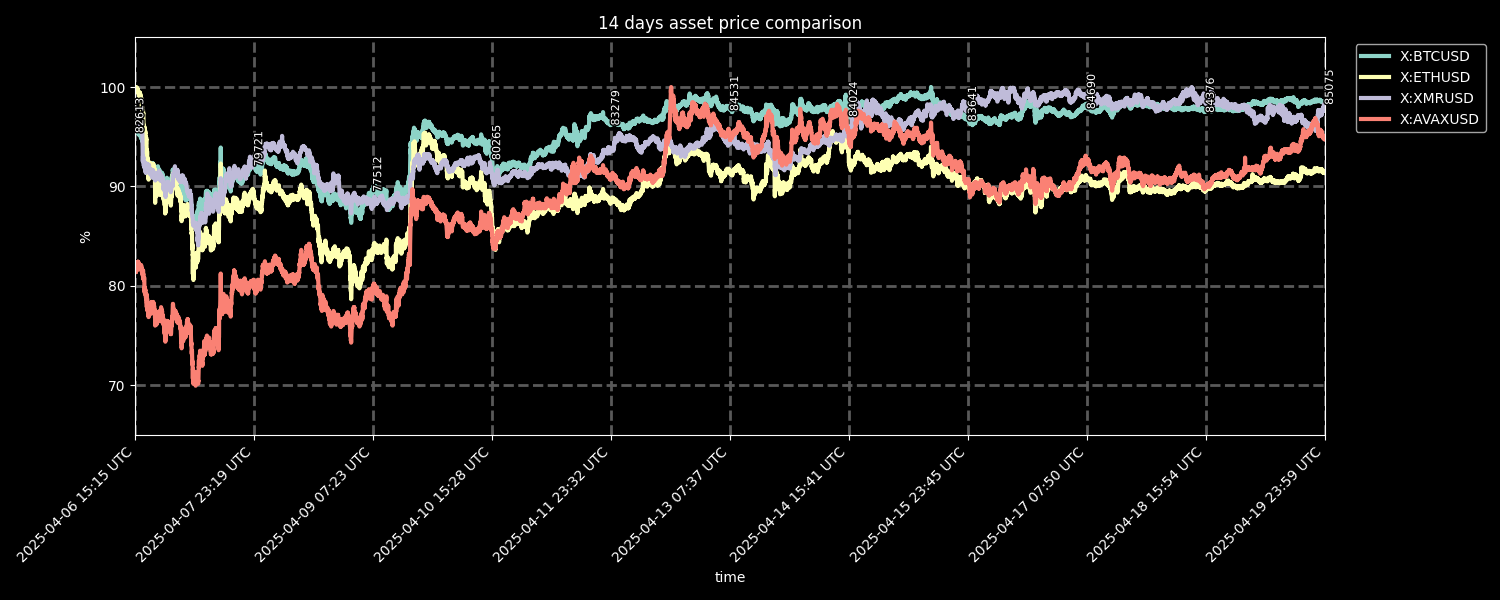 14 days asset price comparison
X:BTCUSD
X:ETHUSD
X:XMRUSD
X:AVAXUSD
100
90
80
70
%
82613
79721
77512
80265
83279
84531
84024
83641
84690
84376
85075
2025-04-06 15:15 UTC
2025-04-07 23:19 UTC
2025-04-09 07:23 UTC
2025-04-10 15:28 UTC
2025-04-11 23:32 UTC
2025-04-13 07:37 UTC
2025-04-14 15:41 UTC
2025-04-15 23:45 UTC
2025-04-17 07:50 UTC
2025-04-18 15:54 UTC
2025-04-19 23:59 UTC
time